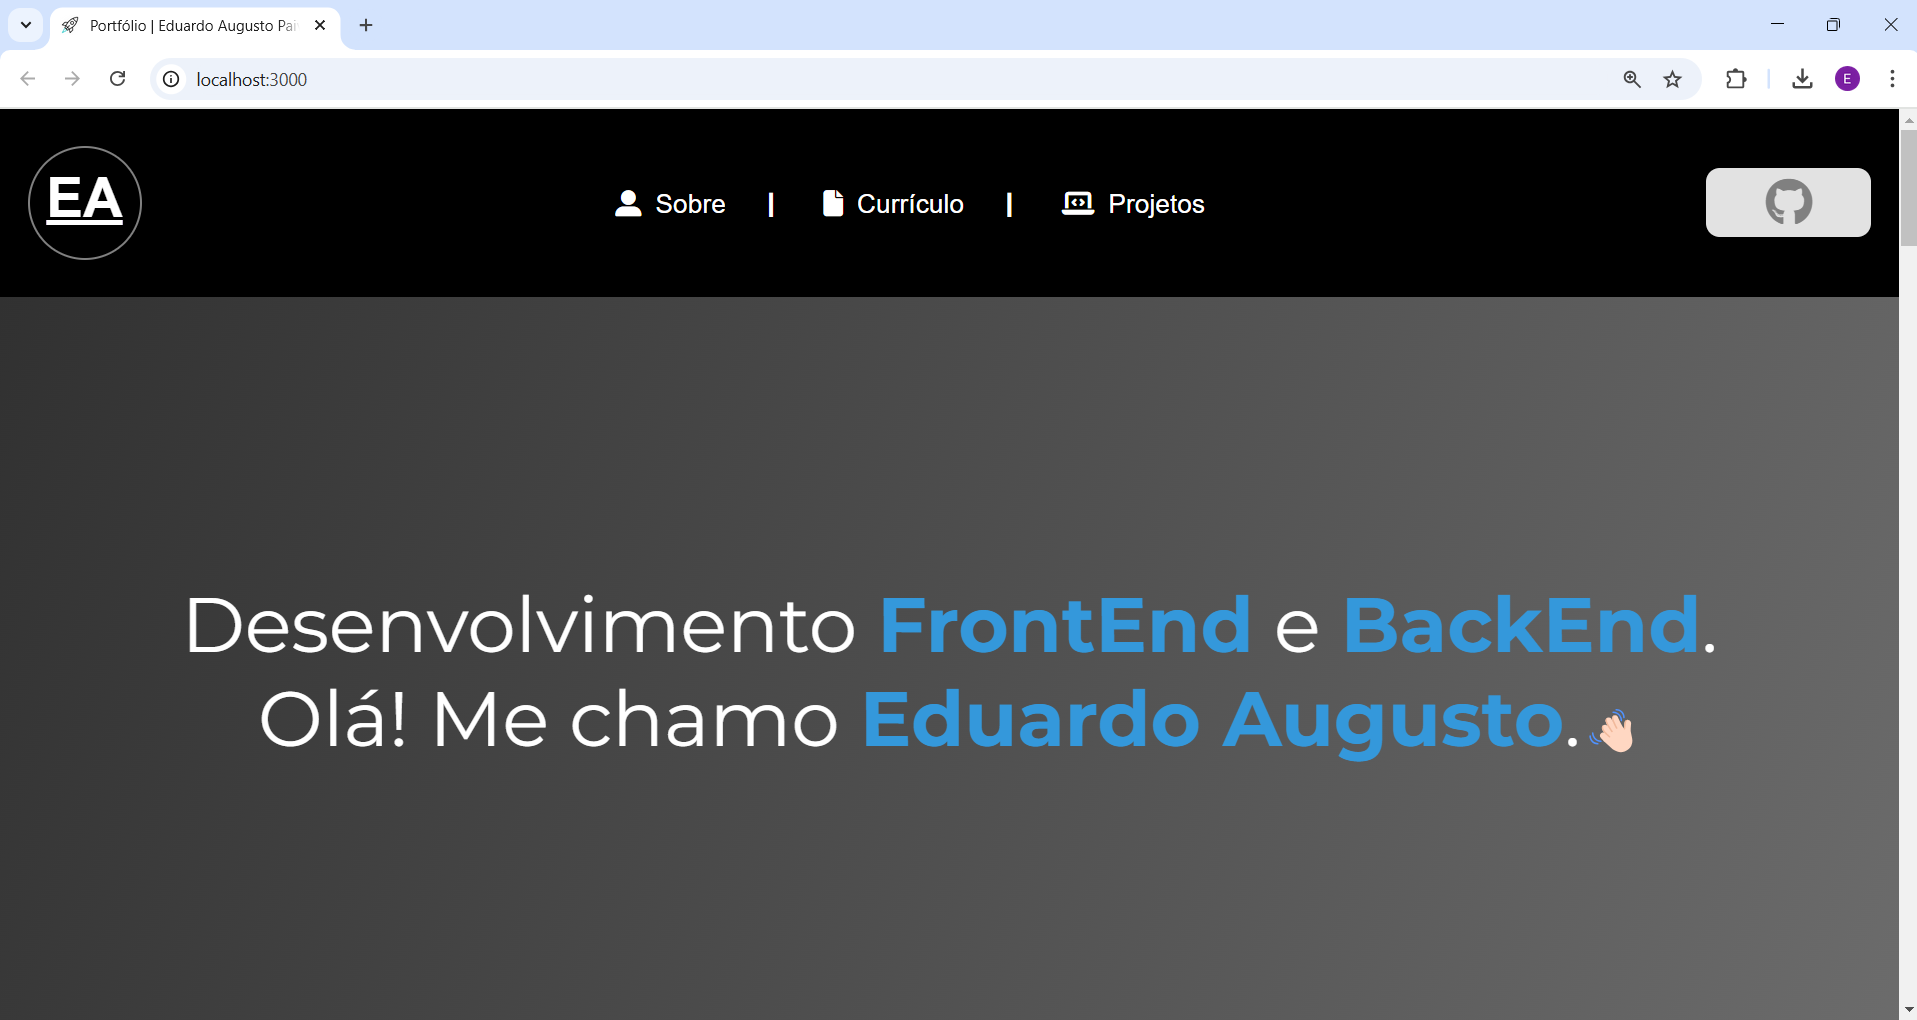 Portfólio | Eduardo Augusto Pai
localhost:3000
E
EA
Sobre | Currículo | Projetos
Desenvolvimento FrontEnd e BackEnd.
Olá! Me chamo Eduardo Augusto.